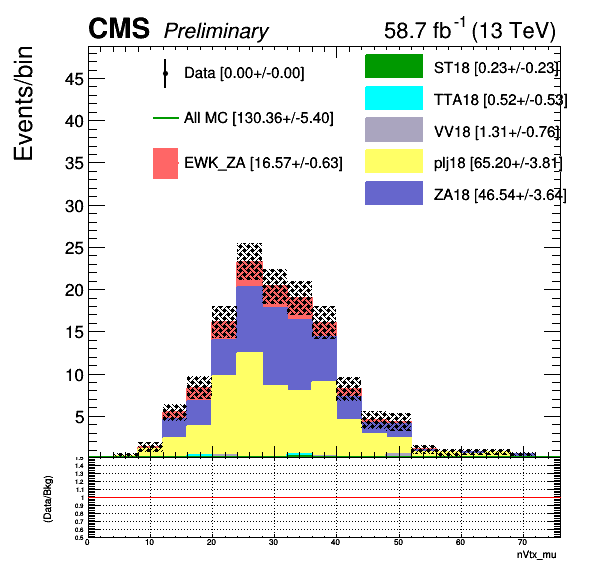 CMS Preliminary 58.7 fb-1 (13 TeV)
Events/bin
45
40
35
30
25
20
15
10
5
Data [0.00+/-0.00]
All MC [130.36+/-5.40]
EWK_ZA [16.57+/-0.63]
ST18 [0.23+/-0.23]
TTA18 [0.52+/-0.53]
VV18 [1.31+/-0.76]
plj18 [65.20+/-3.81]
ZA18 [46.54+/-3.64]
(Data/Bkg)
1.5
1.4
1.3
1.2
1.1
1
0.9
0.8
0.7
0.6
0.5
0 10 20 30 40 50 60 70
nVtx_mu